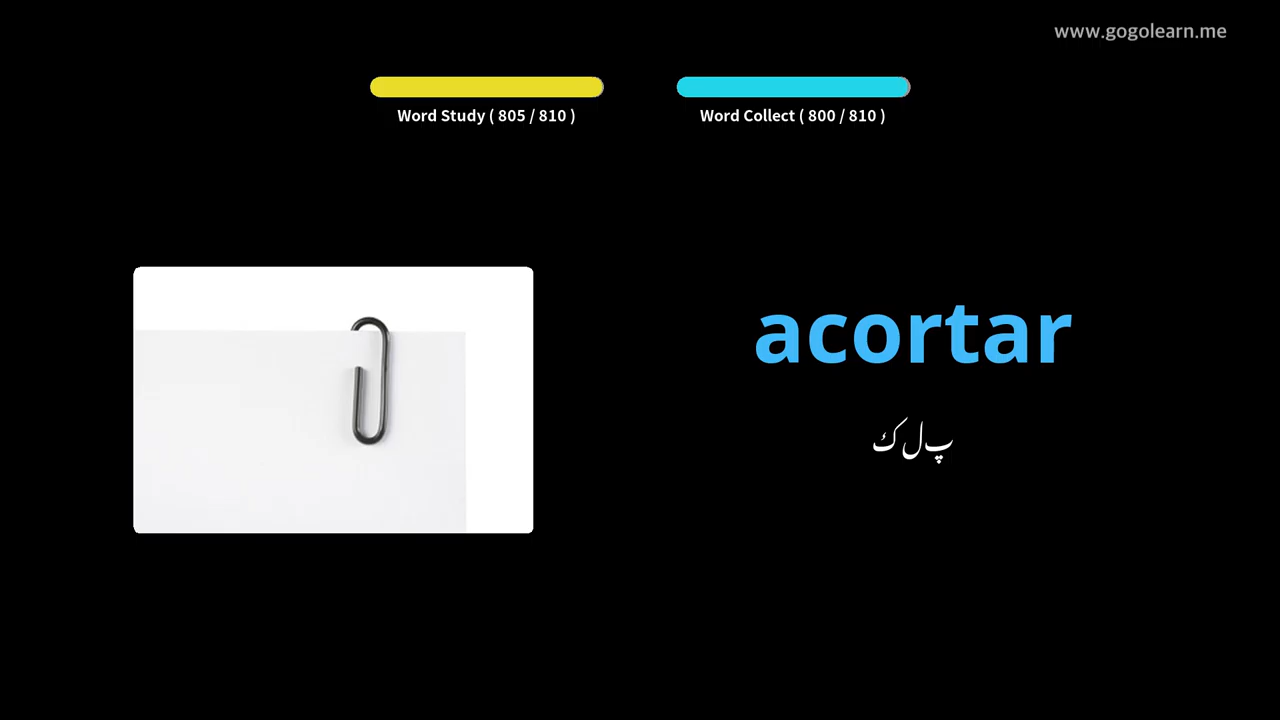 www.gogolearn.me
Word Study ( 805 / 810 )
Word Collect ( 800 / 810 )
acortar
پ ل ك